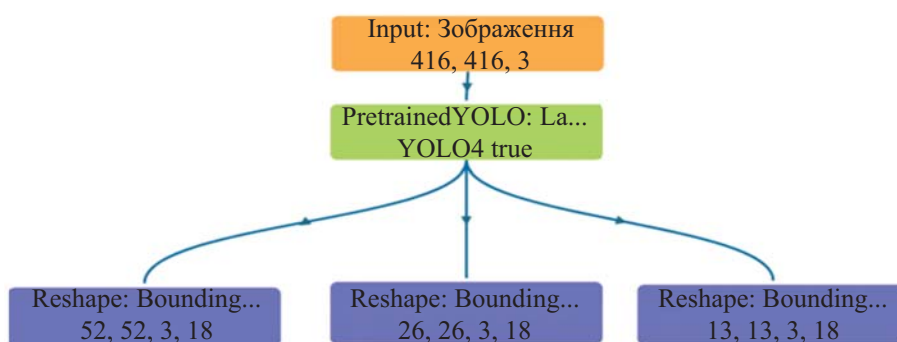 Input: Зображення
416, 416, 3
PretrainedYOLO: La...
YOLO4 true
Reshape: Bounding...
52, 52, 3, 18
Reshape: Bounding...
26, 26, 3, 18
Reshape: Bounding...
13, 13, 3, 18